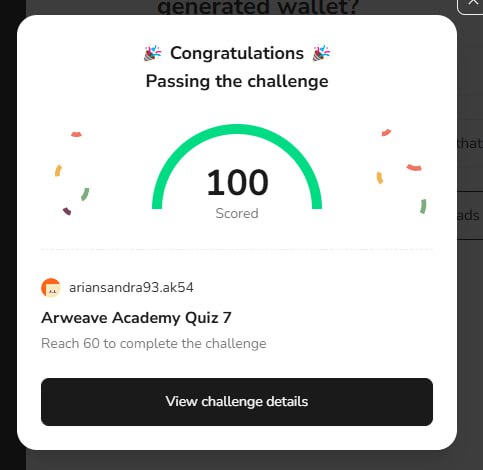 generated wallet?
🎉 Congratulations 🎉
Passing the challenge
100
Scored
that
ads
ariansandra93.ak54
Arweave Academy Quiz 7
Reach 60 to complete the challenge
View challenge details